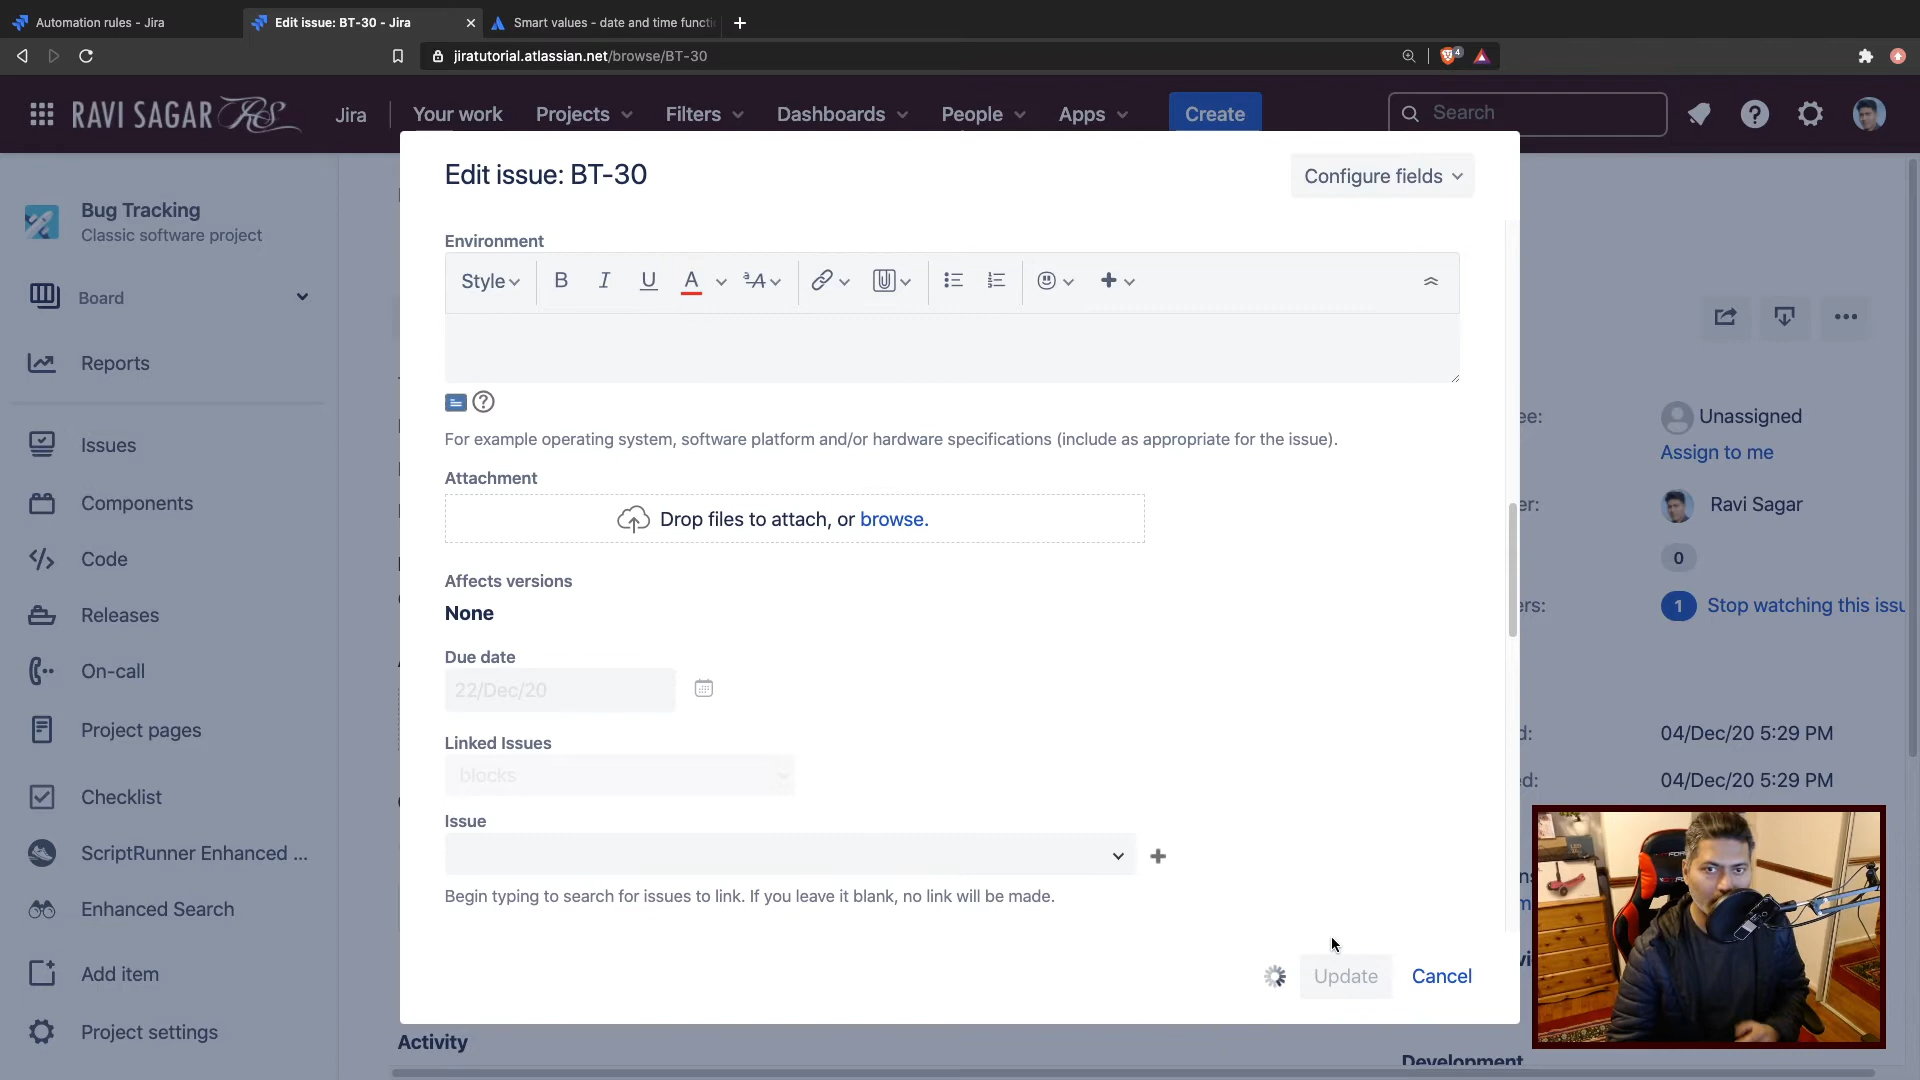 Automation rules - Jira
Edit issue: BT-30 - Jira
Smart values - date and time functi
jiratutorial.atlassian.net/browse/BT-30
4
RAVI SAGAR RS
Jira
Your work
Projects
Filters
Dashboards
People
Apps
Create
Search
Bug Tracking
Classic software project
Board
Reports
Issues
Components
Code
Releases
On-call
Project pages
Checklist
ScriptRunner Enhanced ...
Enhanced Search
Add item
Project settings
Edit issue: BT-30
Configure fields
Environment
Style
B
I
U
A
For example operating system, software platform and/or hardware specifications (include as appropriate for the issue).
Attachment
Drop files to attach, or browse.
Affects versions
None
Due date
22/Dec/20
Linked Issues
blocks
Issue
Begin typing to search for issues to link. If you leave it blank, no link will be made.
Update
Cancel
ee:
Unassigned
Assign to me
er:
Ravi Sagar
0
ers:
1 Stop watching this issu
d:
04/Dec/20 5:29 PM
ed:
04/Dec/20 5:29 PM
Activity
Development